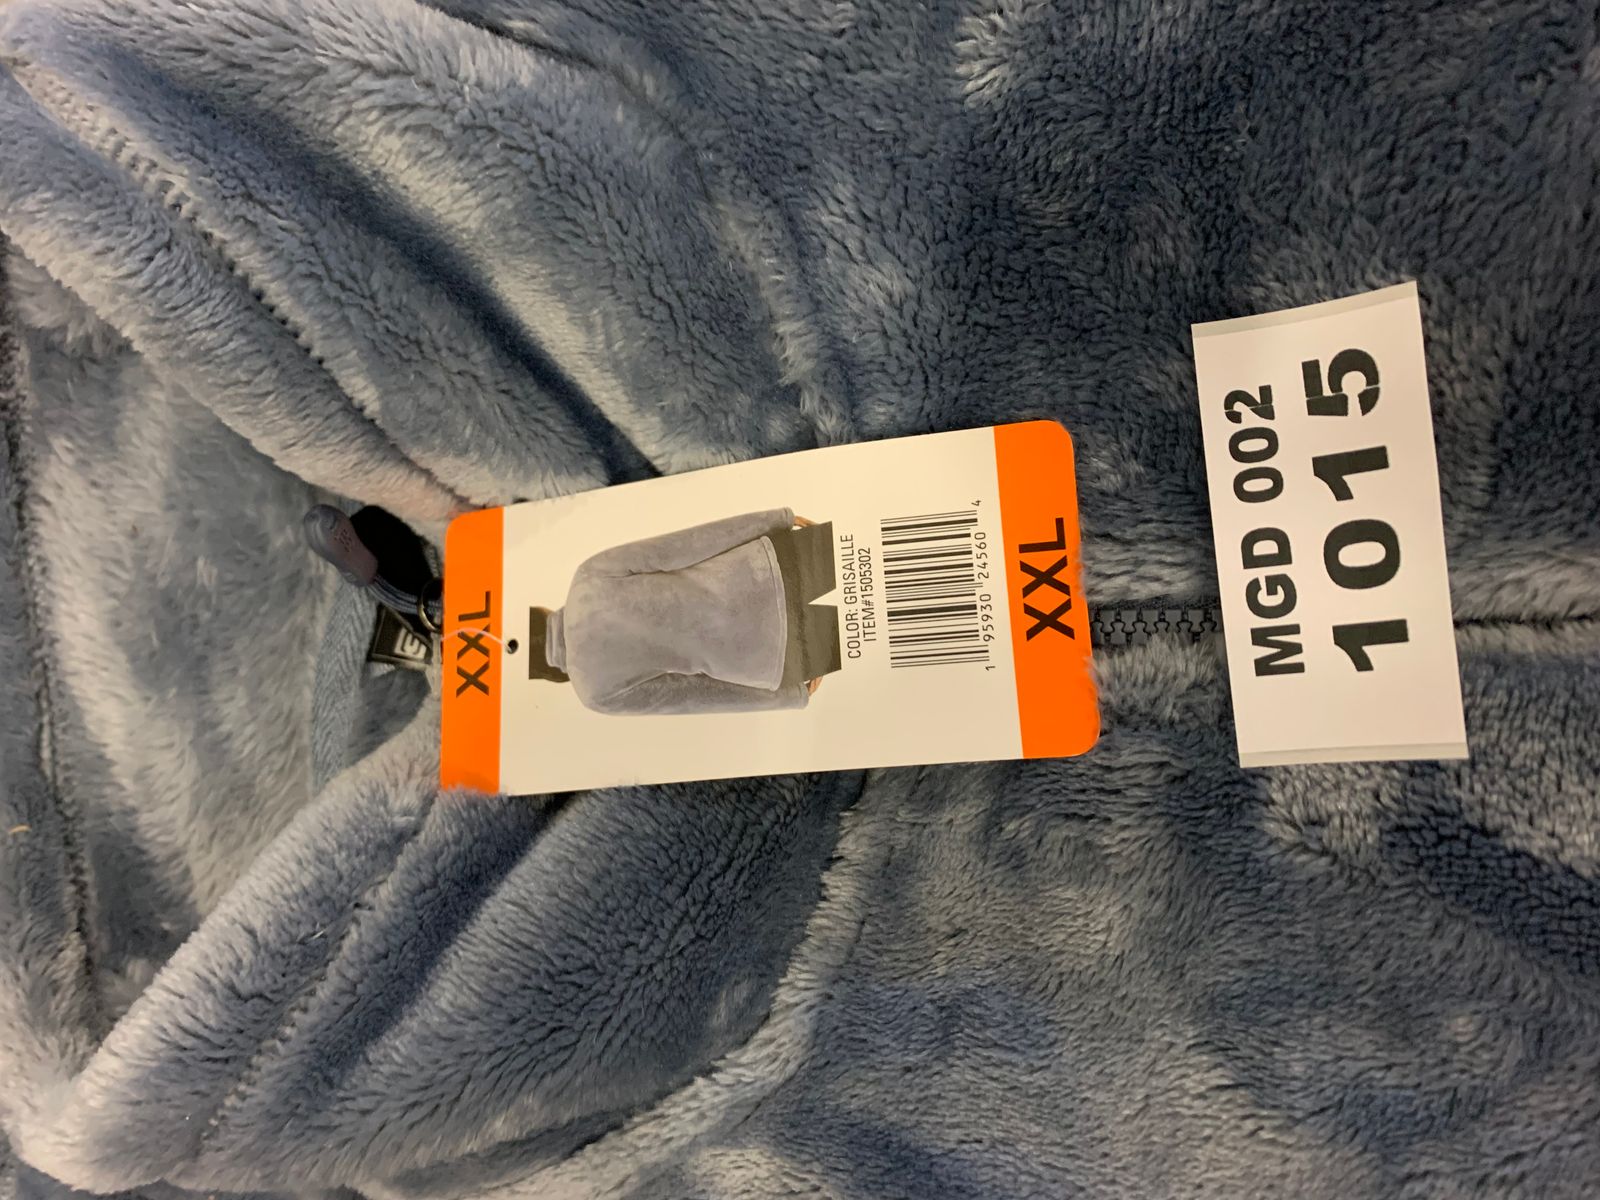 XXL
COLOR: GRISAILLE
ITEM#1505302
1 95930 24560 4
XXL
MGD 002
1015